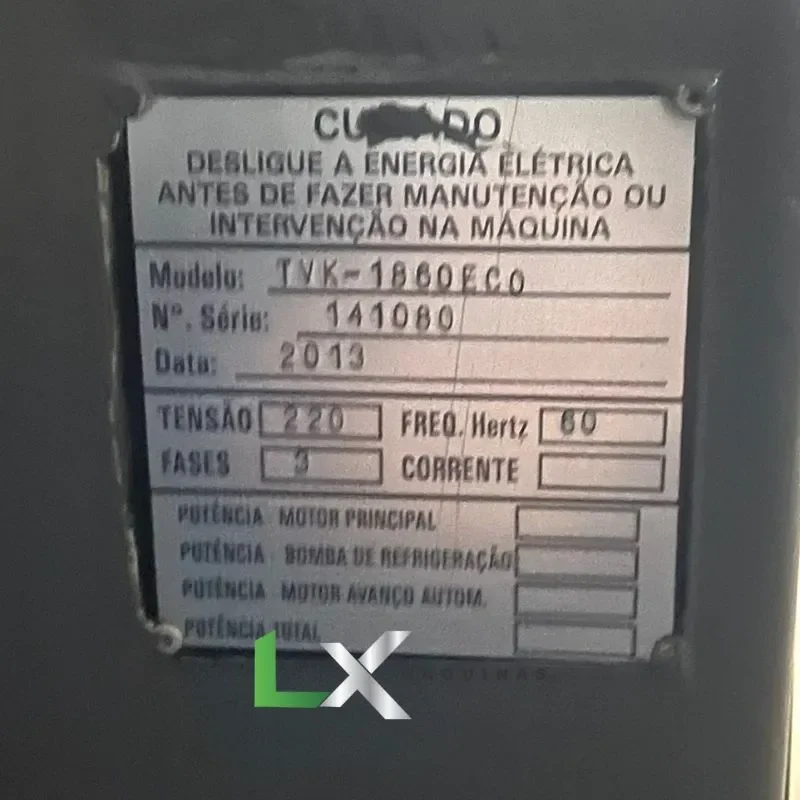 DESLIGUE A ENERGIA ELÉTRICA
ANTES DE FAZER MANUTENÇÃO OU
INTERVENÇÃO NA MÁQUINA
Modelo: TVK-1860ECO
Nº. Série: 141080
Data: 2013
TENSÃO 220 FREQ. Hertz 60
FASES 3 CORRENTE
POTÊNCIA MOTOR PRINCIPAL
POTÊNCIA BOMBA DE REFRIGERAÇÃO
POTÊNCIA MOTOR AVANÇO AUTOM.
POTÊNCIA TOTAL
LX
MÁQUINAS